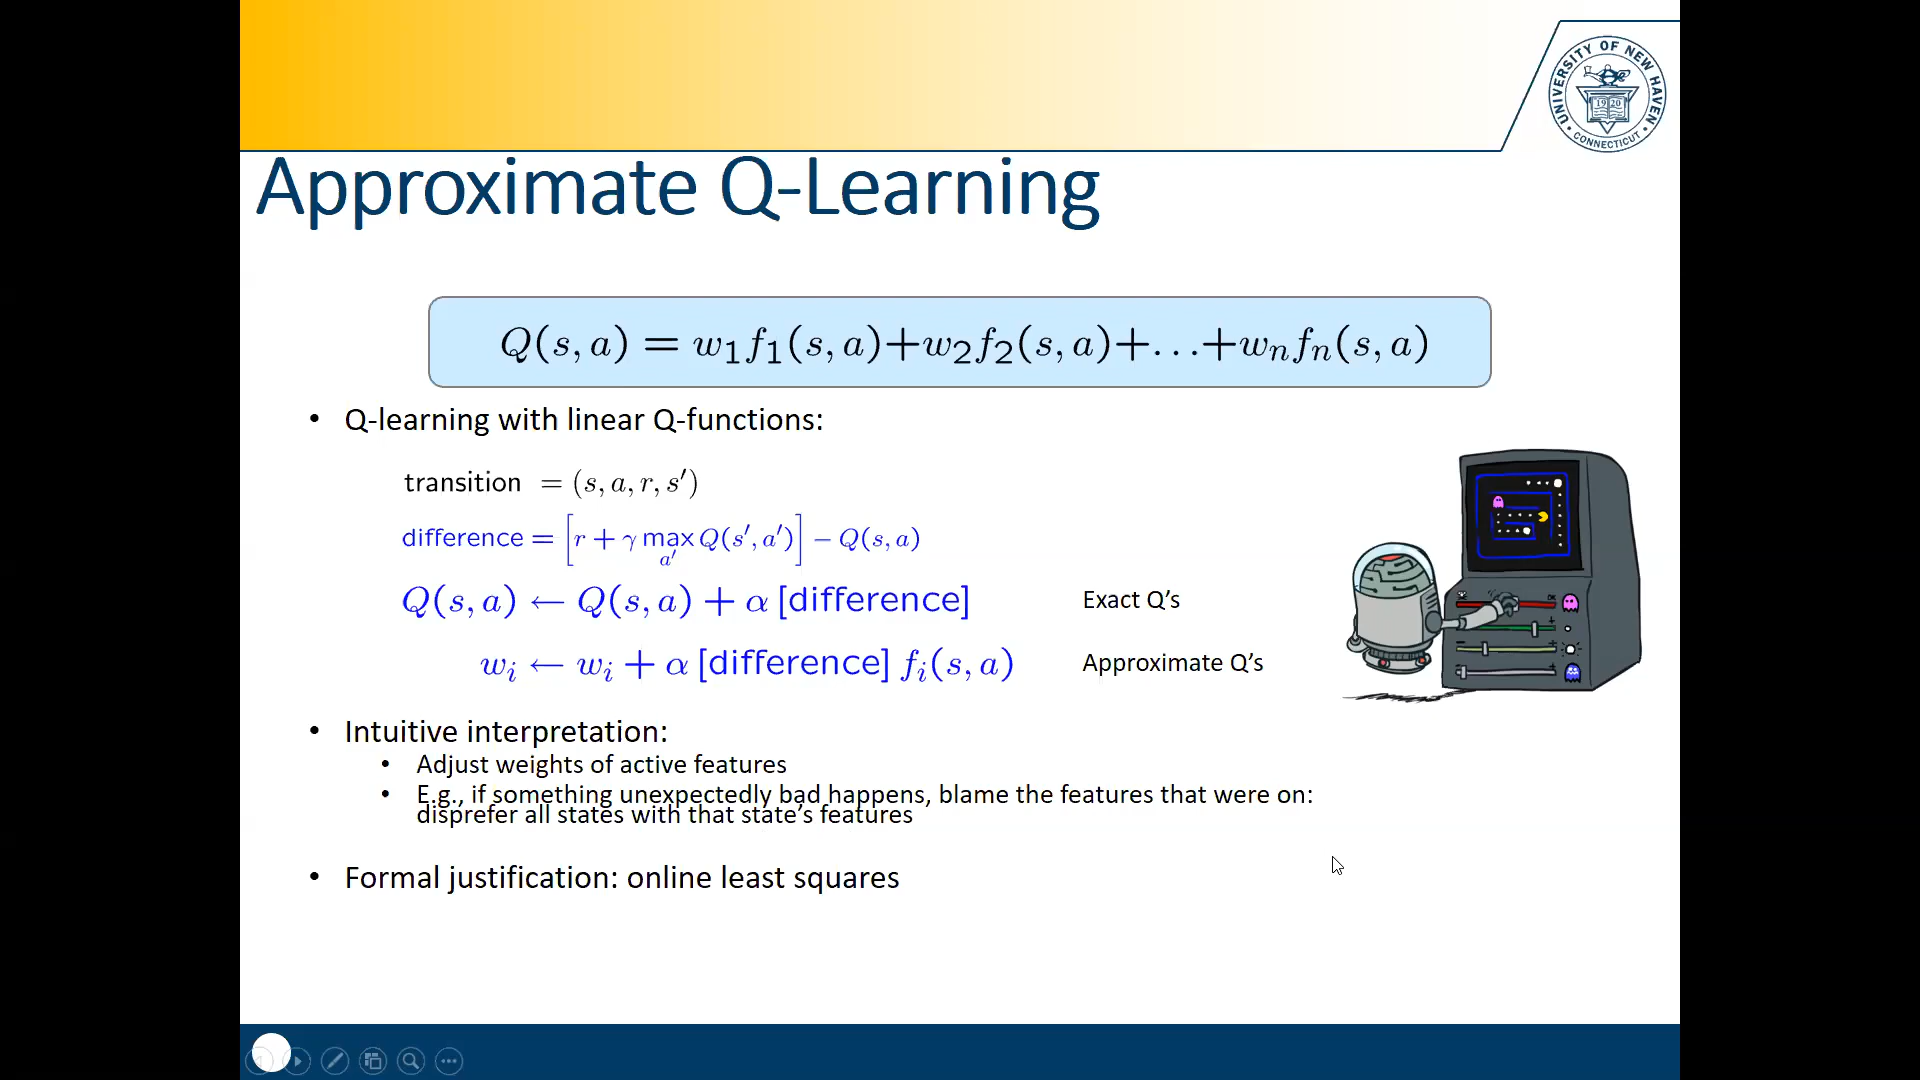 UNIVERSITY OF NEW HAVEN
1920
CONNECTICUT
Approximate Q-Learning
Q(s, a) = w₁f₁(s, a)+w₂f₂(s, a)+...+wₙfₙ(s, a)
• Q-learning with linear Q-functions:
transition = (s, a, r, s′)
difference = [r + γ max Q(s′, a′)] − Q(s, a)
a′
Q(s, a) ← Q(s, a) + α [difference] Exact Q’s
wᵢ ← wᵢ + α [difference] fᵢ(s, a) Approximate Q’s
• Intuitive interpretation:
• Adjust weights of active features
• E.g., if something unexpectedly bad happens, blame the features that were on:
disprefer all states with that state’s features
• Formal justification: online least squares